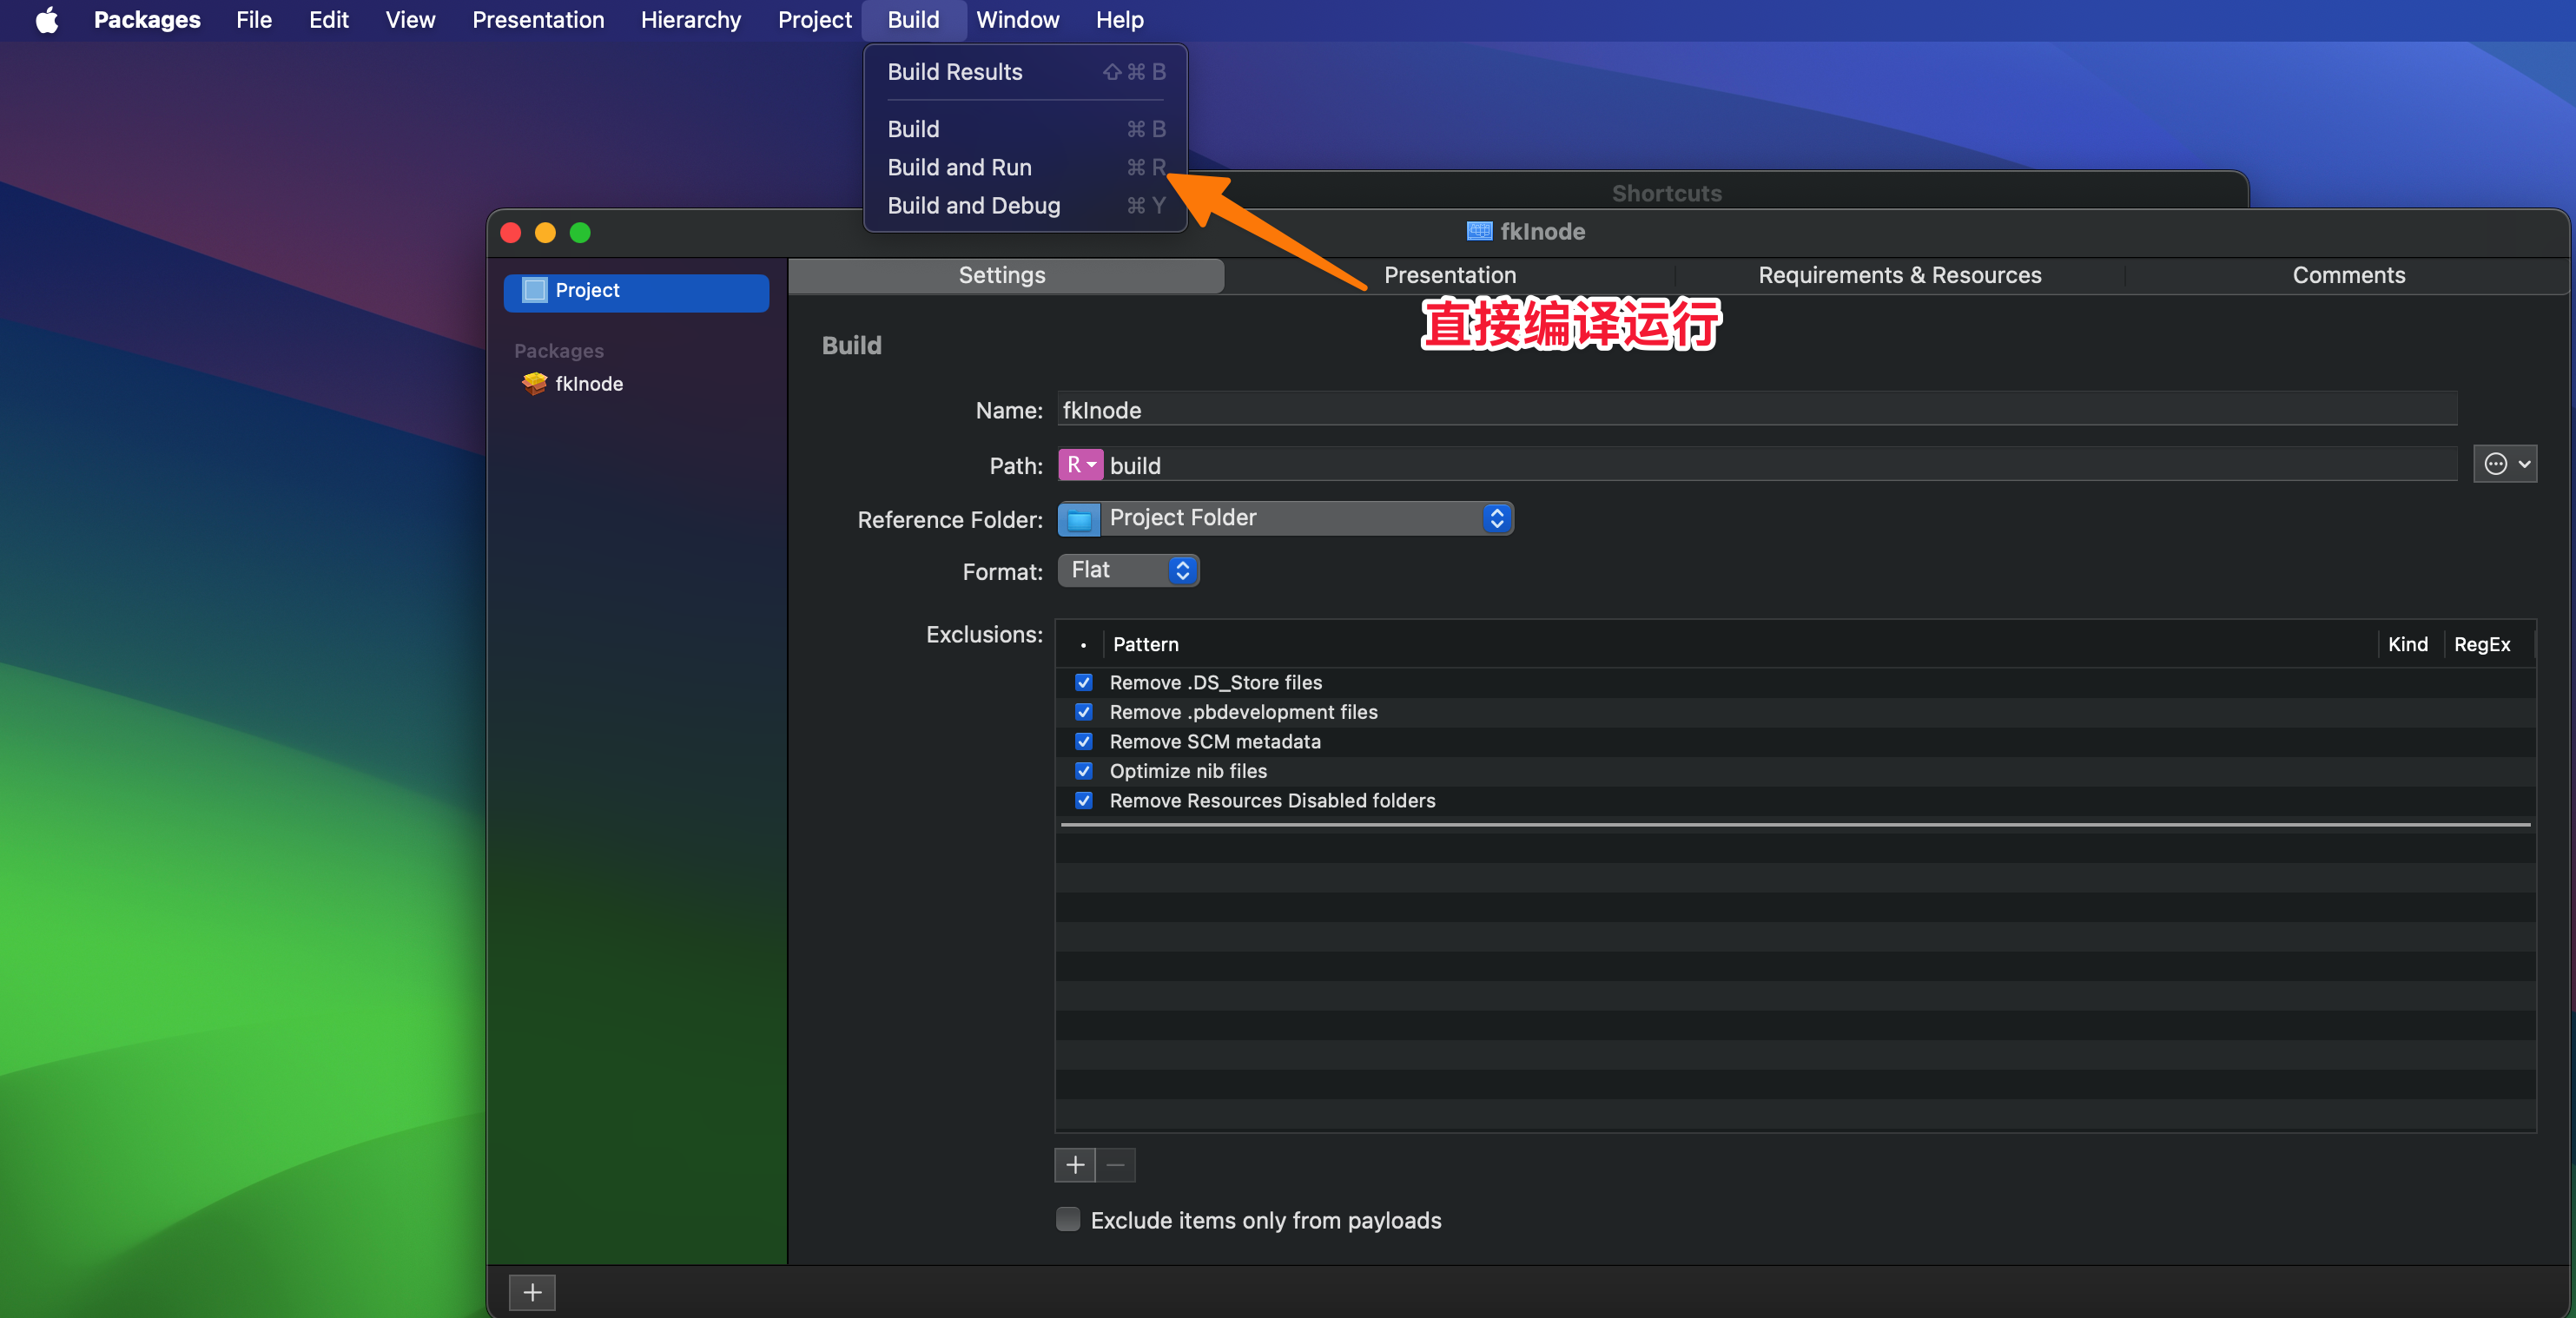 Packages File Edit View Presentation Hierarchy Project Build Window Help
Build Results ⇧⌘B
Build ⌘B
Build and Run ⌘R
Build and Debug ⌘Y
Shortcuts
fkInode
Project
Packages
fkInode
Settings Presentation Requirements & Resources Comments
直接编译运行
Build
Name: fkInode
Path: R build
Reference Folder: Project Folder
Format: Flat
Exclusions:
Pattern Kind RegEx
Remove .DS_Store files
Remove .pbdevelopment files
Remove SCM metadata
Optimize nib files
Remove Resources Disabled folders
Exclude items only from payloads